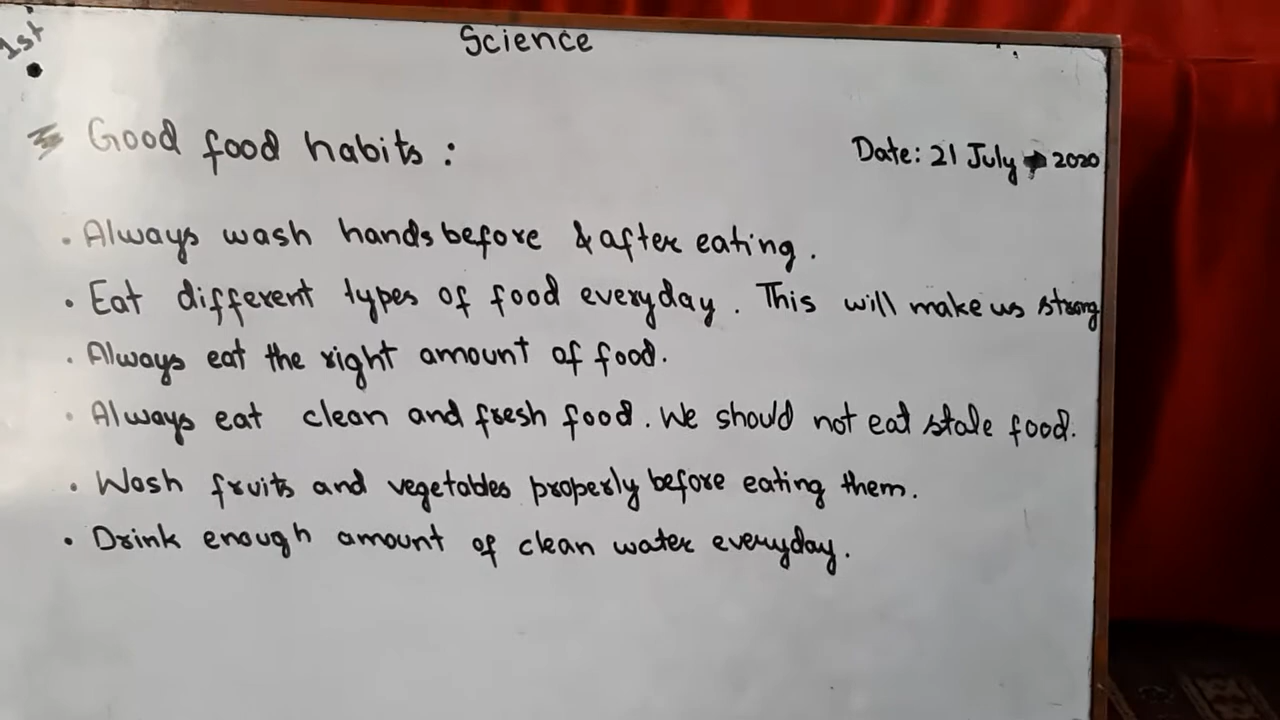 1st
Science
Good food habits :
Date: 21 July 2020
• Always wash hands before & after eating.
• Eat different types of food everyday. This will make us strong
• Always eat the right amount of food.
• Always eat clean and fresh food. We should not eat stale food.
• Wash fruits and vegetables properly before eating them.
• Drink enough amount of clean water everyday.